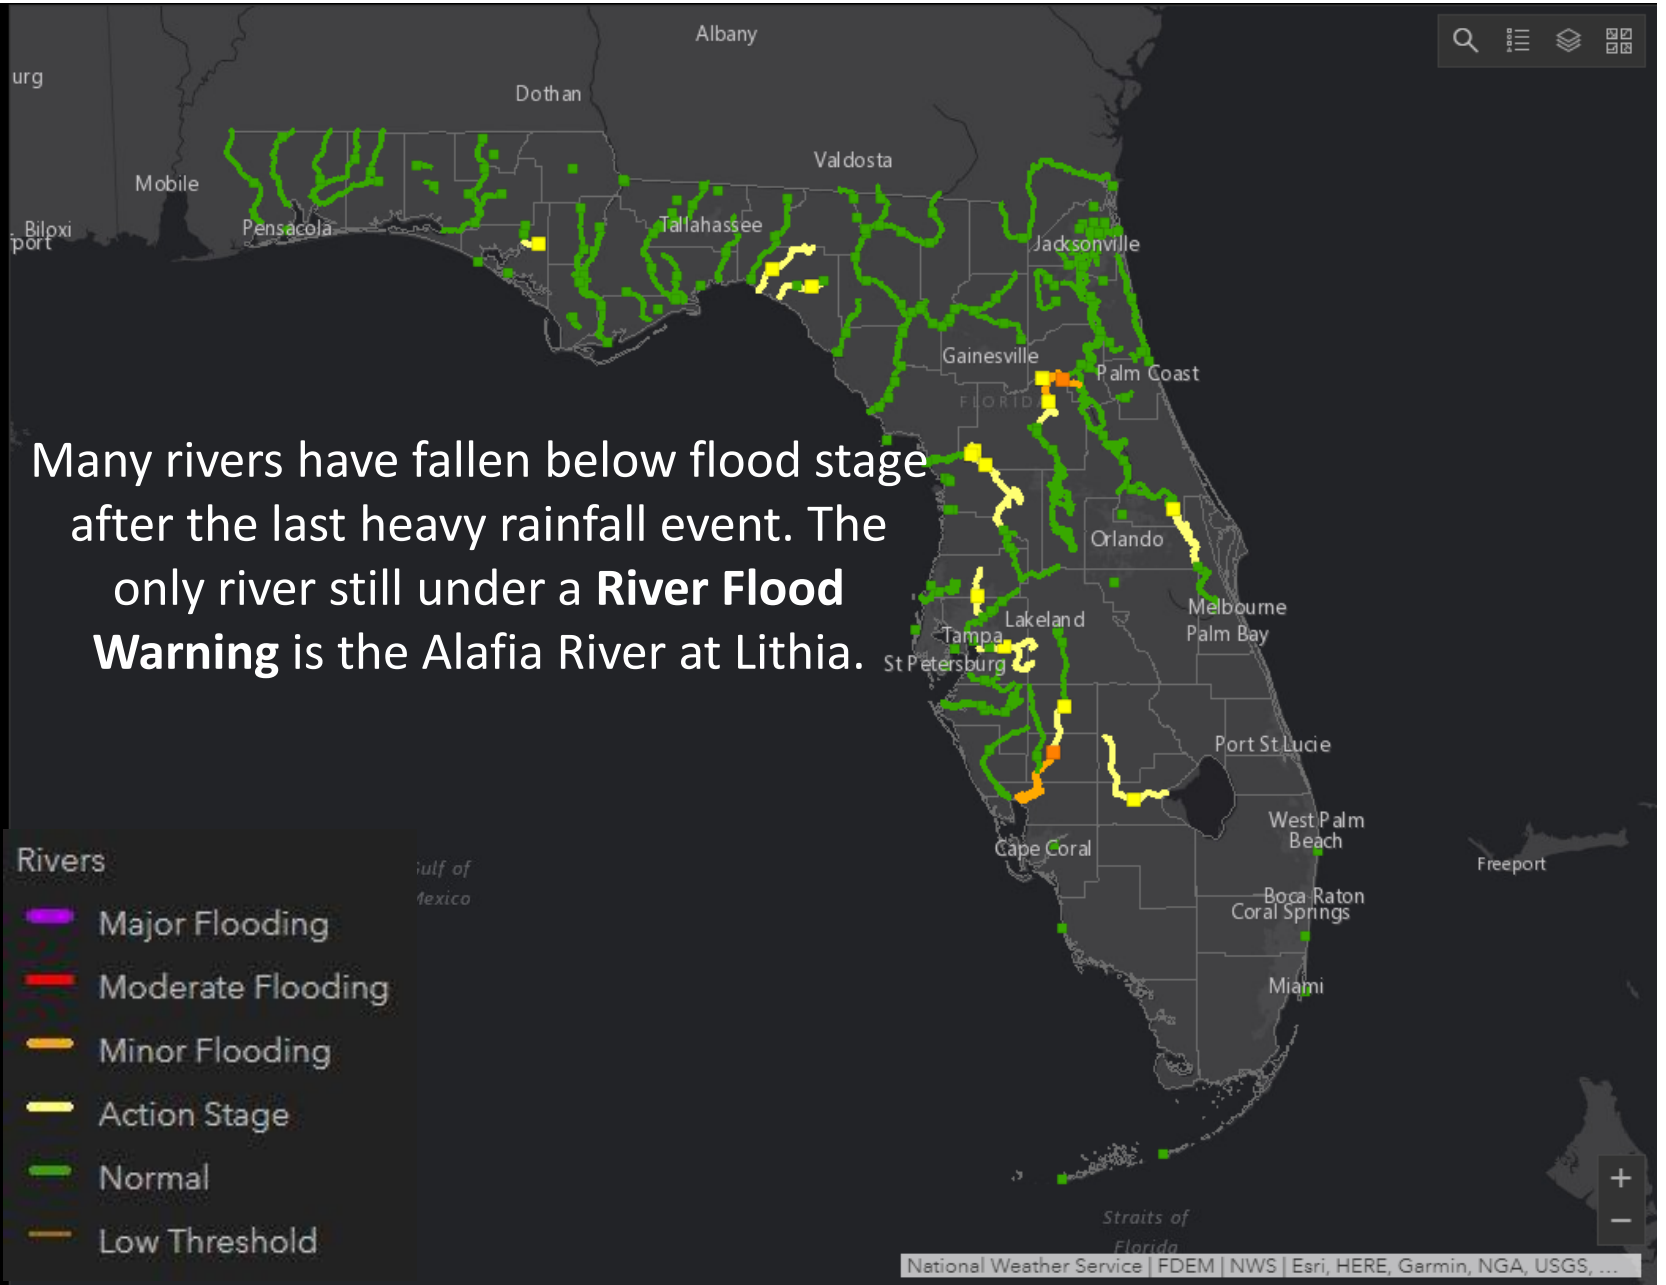 Albany
urg
Dothan
Valdosta
Mobile
Biloxi
port
Pensacola
Tallahassee
Jacksonville
Gainesville
Palm Coast
FLORIDA
Many rivers have fallen below flood stage
after the last heavy rainfall event. The
only river still under a River Flood
Warning is the Alafia River at Lithia.
Orlando
Melbourne
Lakeland
Palm Bay
Tampa
St Petersburg
Port St Lucie
West Palm
Beach
Cape Coral
Freeport
Boca Raton
Coral Springs
Miami
Gulf of
Mexico
Rivers
Major Flooding
Moderate Flooding
Minor Flooding
Action Stage
Normal
Low Threshold
+
−
Straits of
Florida
National Weather Service | FDEM | NWS | Esri, HERE, Garmin, NGA, USGS, ...